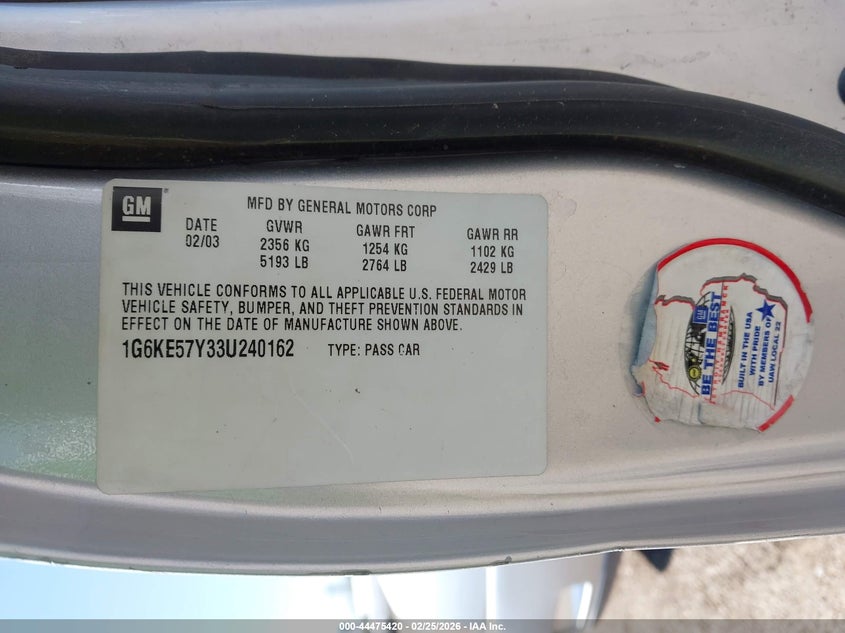 GM
MFD BY GENERAL MOTORS CORP
DATE GVWR GAWR FRT GAWR RR
02/03 2356 KG 1254 KG 1102 KG
5193 LB 2764 LB 2429 LB
THIS VEHICLE CONFORMS TO ALL APPLICABLE U.S. FEDERAL MOTOR
VEHICLE SAFETY, BUMPER, AND THEFT PREVENTION STANDARDS IN
EFFECT ON THE DATE OF MANUFACTURE SHOWN ABOVE.
1G6KE57Y33U240162 TYPE: PASS CAR
GM
BE THE BEST
BUILT IN THE USA
WITH PRIDE
BY MEMBERS OF
UAW LOCAL 22
000-44475420 - 02/25/2026 - IAA Inc.